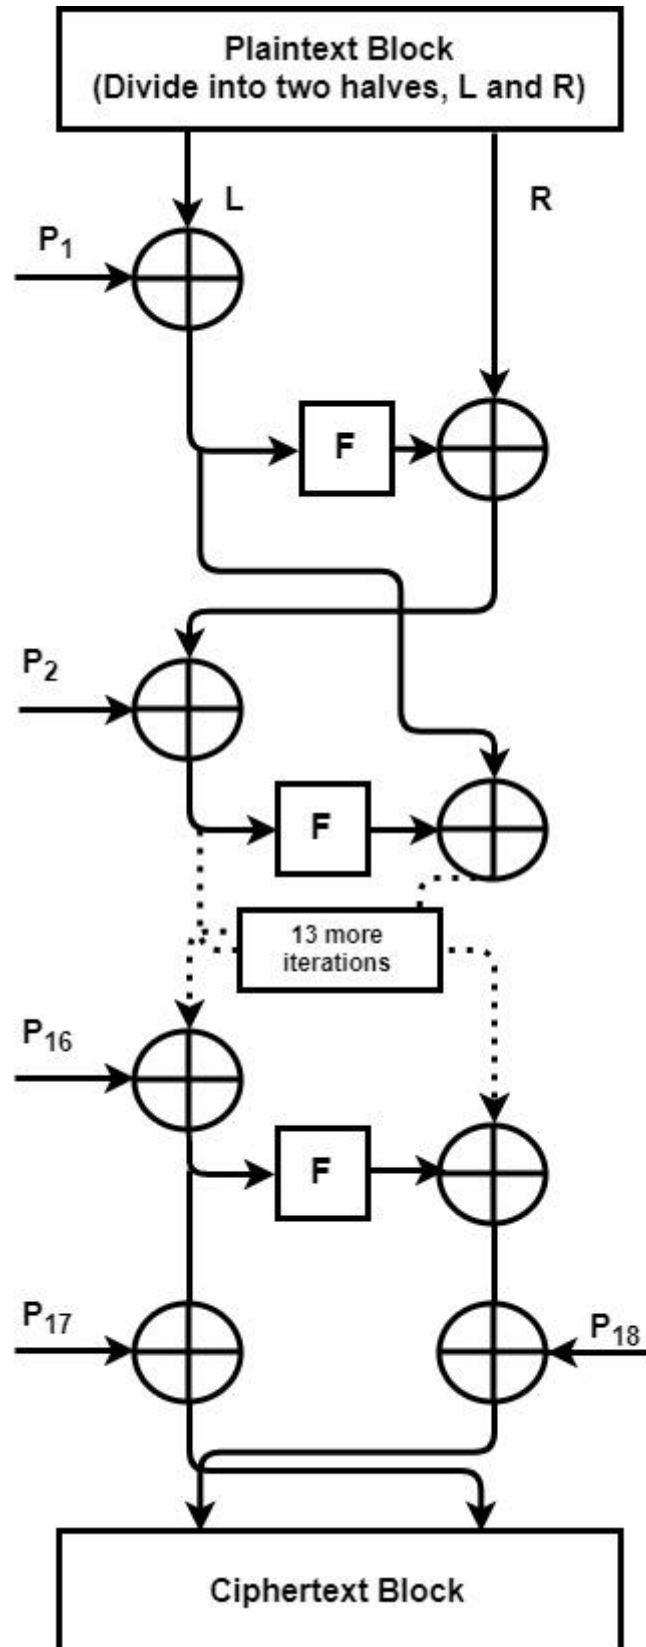 Plaintext Block
(Divide into two halves, L and R)
L
R
P1
F
P2
F
13 more
iterations
P16
F
P17
P18
Ciphertext Block